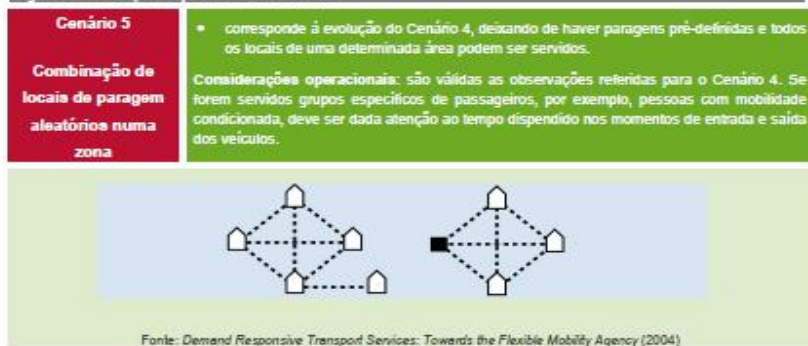 Cenário 5
Combinação de
locais de paragem
aleatórios numa
zona
• corresponde à evolução do Cenário 4, deixando de haver paragens pré-definidas e todos
os locais de uma determinada área podem ser servidos.
Considerações operacionais: são válidas as observações referidas para o Cenário 4. Se
forem servidos grupos específicos de passageiros, por exemplo, pessoas com mobilidade
condicionada, deve ser dada atenção ao tempo dispendido nos momentos de entrada e saída
dos veículos.
Fonte: Demand Responsive Transport Services: Towards the Flexible Mobility Agency (2004)